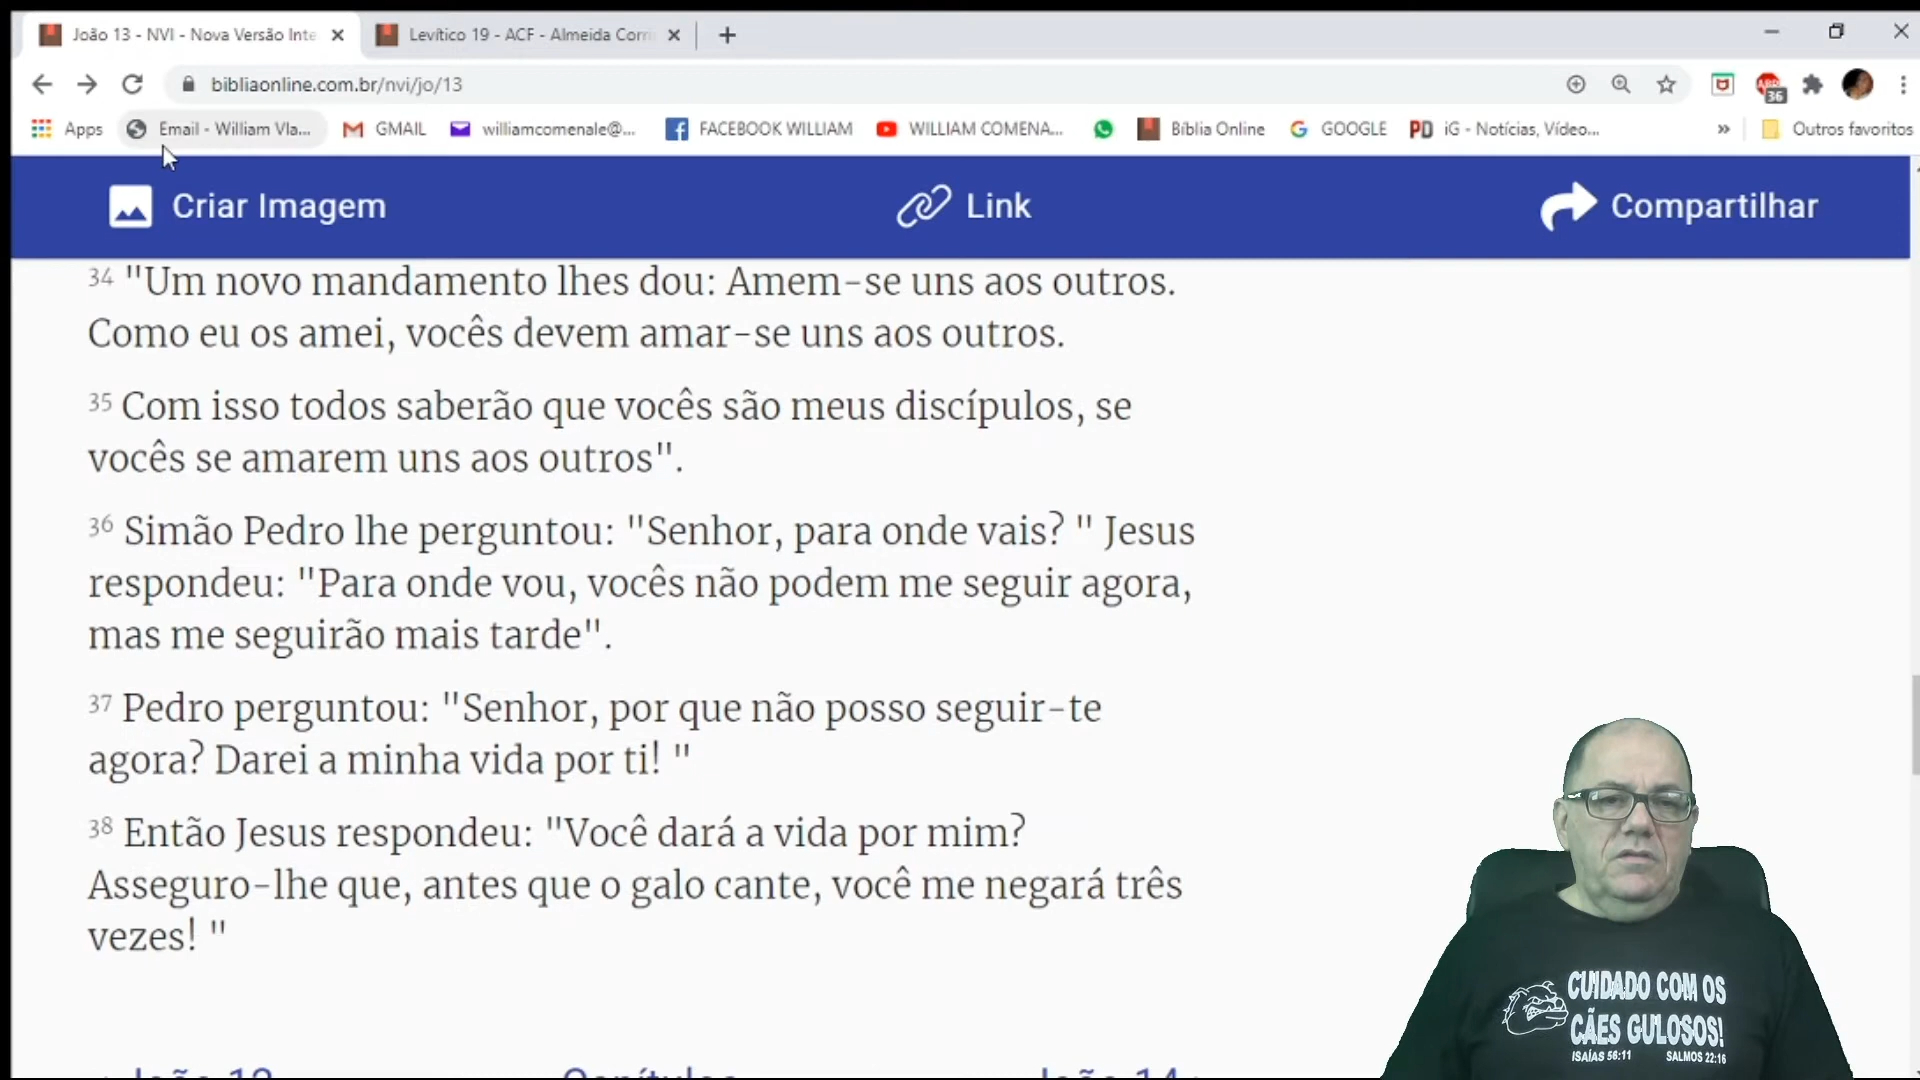 João 13 - NVI - Nova Versão Inte
Levítico 19 - ACF - Almeida Corri
bibliaonline.com.br/nvi/jo/13
36
Apps
Email - William Vla...
GMAIL
williamcomenale@...
FACEBOOK WILLIAM
WILLIAM COMENA...
Bíblia Online
GOOGLE
iG - Notícias, Vídeo...
»
Outros favoritos
Criar Imagem
Link
Compartilhar
34 "Um novo mandamento lhes dou: Amem-se uns aos outros.
Como eu os amei, vocês devem amar-se uns aos outros.
35 Com isso todos saberão que vocês são meus discípulos, se
vocês se amarem uns aos outros".
36 Simão Pedro lhe perguntou: "Senhor, para onde vais? " Jesus
respondeu: "Para onde vou, vocês não podem me seguir agora,
mas me seguirão mais tarde".
37 Pedro perguntou: "Senhor, por que não posso seguir-te
agora? Darei a minha vida por ti! "
38 Então Jesus respondeu: "Você dará a vida por mim?
Asseguro-lhe que, antes que o galo cante, você me negará três
vezes! "
João 12
Capítulos
João 14
CUIDADO COM OS
CÃES GULOSOS!
ISAÍAS 56:11 SALMOS 22:16